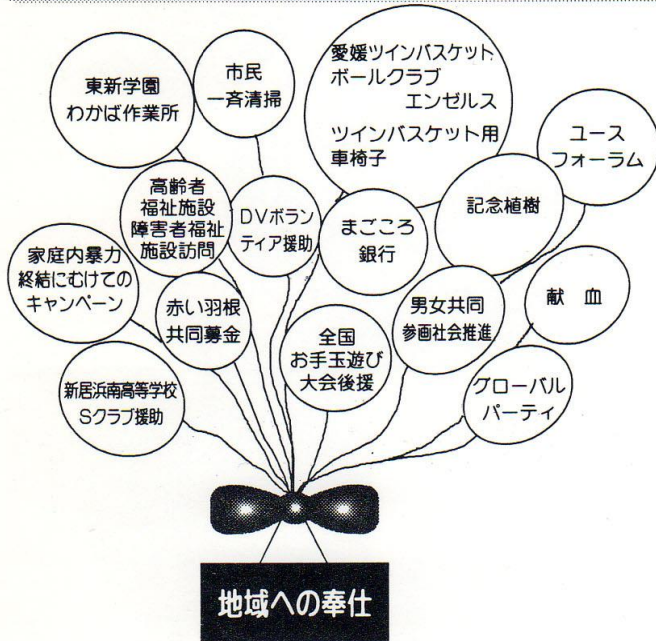 東新学園
わかば作業所
市民
一斉清掃
愛媛ツインバスケット
ボールクラブ
エンゼルス
ツインバスケット用
車椅子
ユース
フォーラム
高齢者
福祉施設
障害者福祉
施設訪問
DVボラン
ティア援助
まごころ
銀行
記念植樹
家庭内暴力
終結にむけての
キャンペーン
赤い羽根
共同募金
全国
お手玉遊び
大会後援
男女共同
参画社会推進
献血
新居浜南高等学校
Sクラブ援助
グローバル
パーティ
地域への奉仕